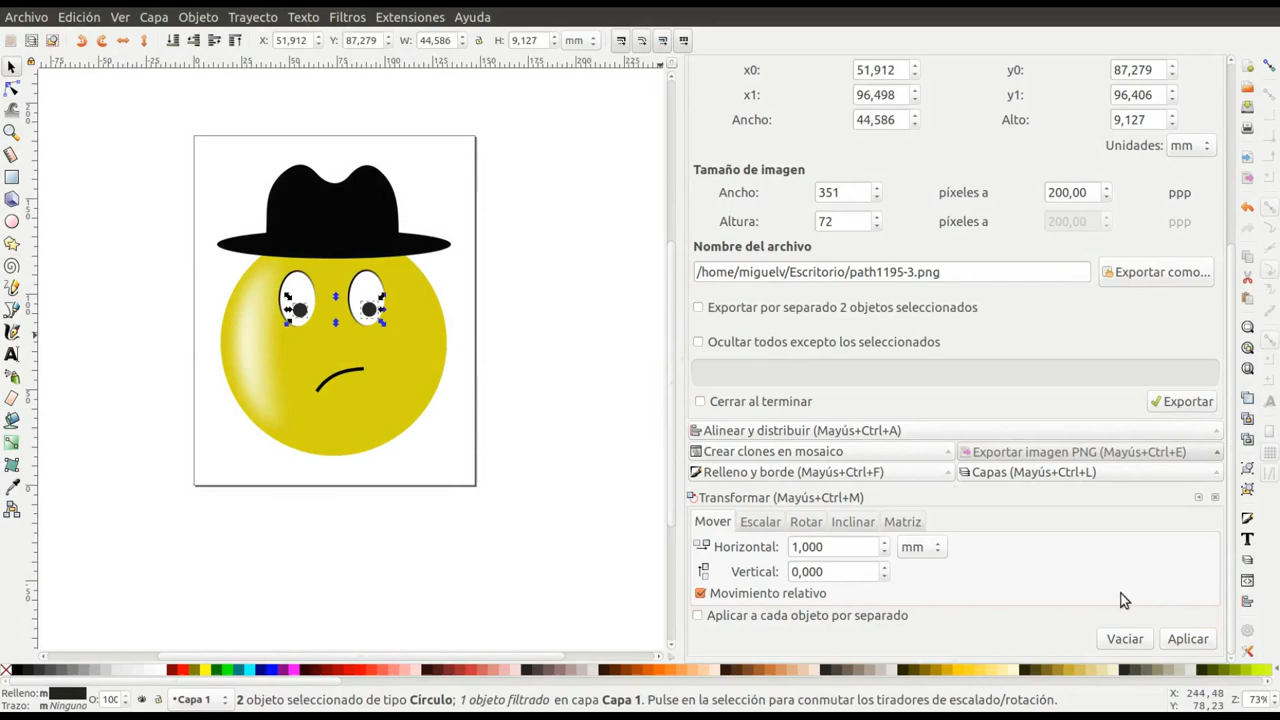 Archivo Edición Ver Capa Objeto Trayecto Texto Filtros Extensiones Ayuda
X: 51,912 Y: 87,279 W: 44,586 H: 9,127 mm
x0: 51,912 y0: 87,279
x1: 96,498 y1: 96,406
Ancho: 44,586 Alto: 9,127
Unidades: mm
Tamaño de imagen
Ancho: 351 píxeles a 200,00 ppp
Altura: 72 píxeles a 200,00
Nombre del archivo
/home/miguelv/Escritorio/path1195-3.png Exportar como...
Exportar por separado 2 objetos seleccionados
Ocultar todos excepto los seleccionados
Cerrar al terminar Exportar
Alinear y distribuir (Mayús+Ctrl+A)
Crear clones en mosaico Exportar imagen PNG (Mayús+Ctrl+E)
Relleno y borde (Mayús+Ctrl+F) Capas (Mayús+Ctrl+L)
Transformar (Mayús+Ctrl+M)
Mover Escalar Rotar Inclinar Matriz
Horizontal: 1,000 mm
Vertical: 0,000
Movimiento relativo
Aplicar a cada objeto por separado
Vaciar Aplicar
Relleno: m O: 100 Capa 1 2 objeto seleccionado de tipo Círculo; 1 objeto filtrado en capa Capa 1. Pulse en la selección para conmutar los tiradores de escalado/rotación. X: 244,48 Z: 73%
Trazo: m Ninguno Y: 78,23